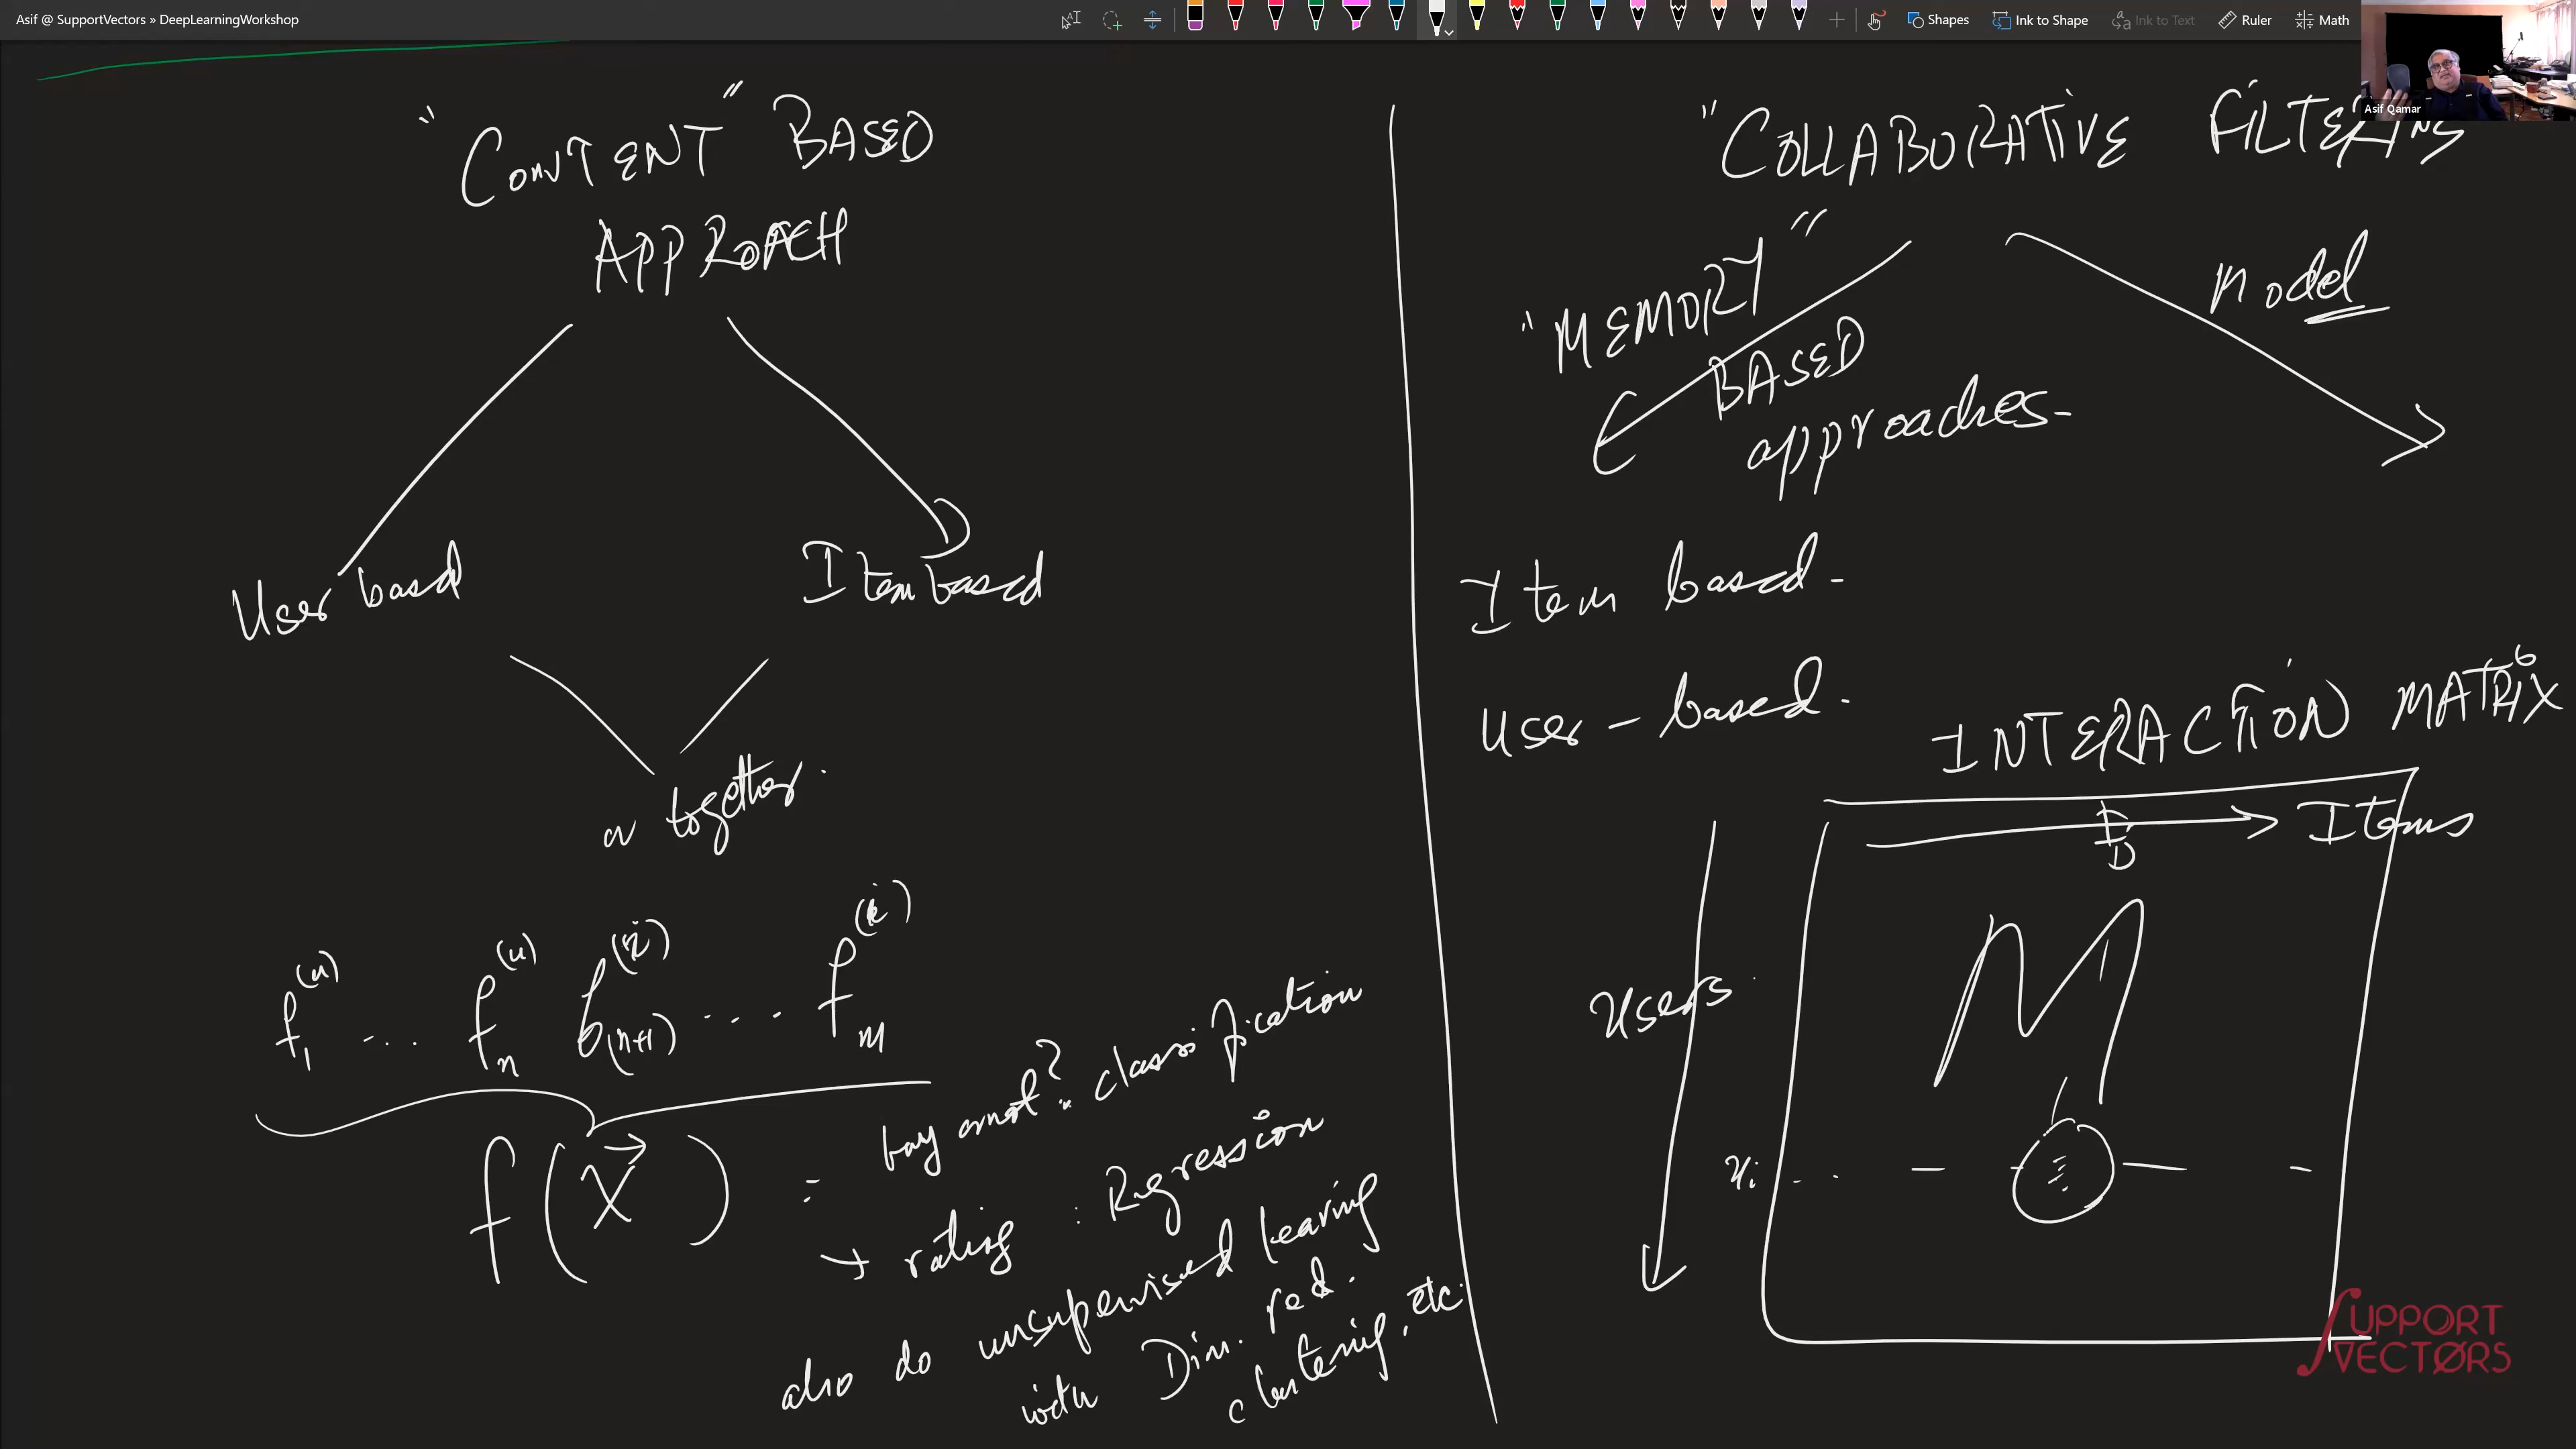 Asif @ SupportVectors » DeepLearningWorkshop
Shapes
Ink to Shape
Ink to Text
Ruler
Math
Asif Qamar
"CONTENT" BASED
APPROACH
User based
Item based
or together.
f₁⁽ᵘ⁾ ... fₙ⁽ᵘ⁾ f₍ₙ₊₁₎⁽ⁱ⁾ ... fₘ⁽ⁱ⁾
f(X⃗) =
buy or not? : classification
→ rating : Regression
also do unsupervised learning
with Dim. red.
clustering, etc.
"COLLABORATIVE FILTERING
"MEMORY"
BASED
approaches-
model
Item based-
User-based.
INTERACTION MATRIX
→ Items
Users
M
uᵢ
SUPPORT
VECTORS